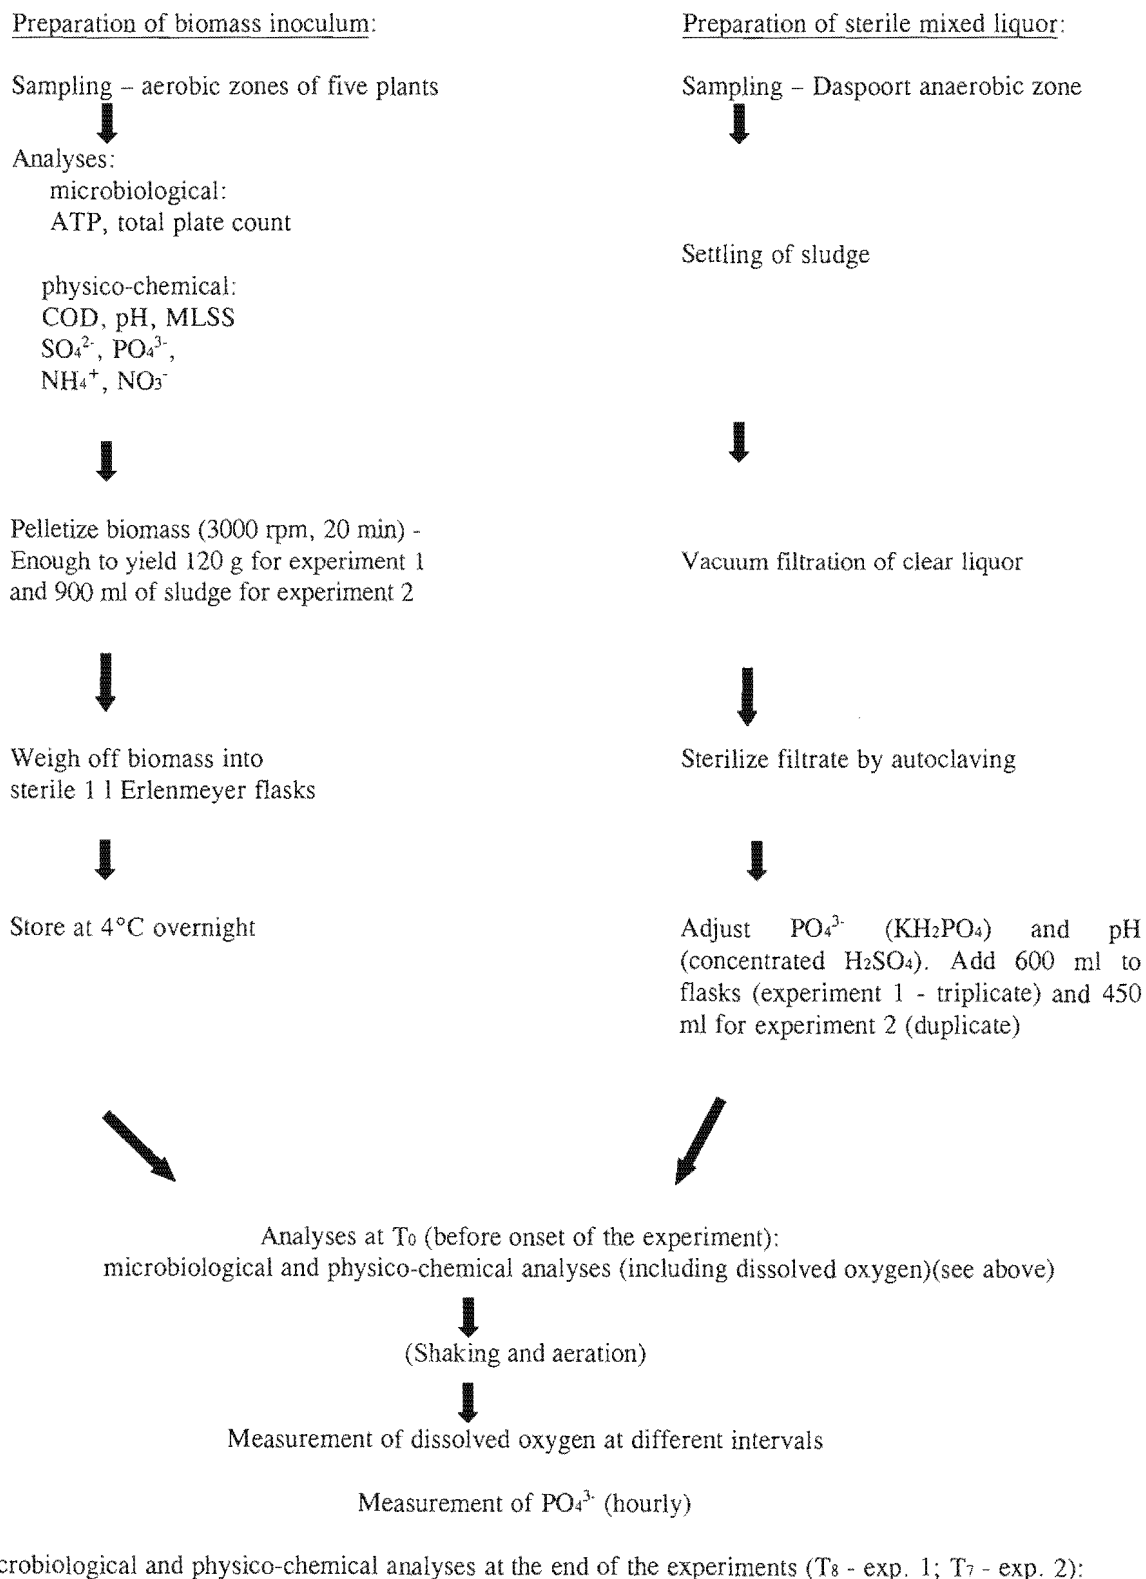 Preparation of biomass inoculum:
Sampling – aerobic zones of five plants
Analyses:
microbiological:
ATP, total plate count
physico-chemical:
COD, pH, MLSS
SO₄²⁻, PO₄³⁻,
NH₄⁺, NO₃⁻
Pelletize biomass (3000 rpm, 20 min) -
Enough to yield 120 g for experiment 1
and 900 ml of sludge for experiment 2
Weigh off biomass into
sterile 1 l Erlenmeyer flasks
Store at 4°C overnight
Preparation of sterile mixed liquor:
Sampling – Daspoort anaerobic zone
Settling of sludge
Vacuum filtration of clear liquor
Sterilize filtrate by autoclaving
Adjust PO₄³⁻ (KH₂PO₄) and pH
(concentrated H₂SO₄). Add 600 ml to
flasks (experiment 1 - triplicate) and 450
ml for experiment 2 (duplicate)
Analyses at T₀ (before onset of the experiment):
microbiological and physico-chemical analyses (including dissolved oxygen)(see above)
(Shaking and aeration)
Measurement of dissolved oxygen at different intervals
Measurement of PO₄³⁻ (hourly)
crobiological and physico-chemical analyses at the end of the experiments (T₈ - exp. 1; T₇ - exp. 2):